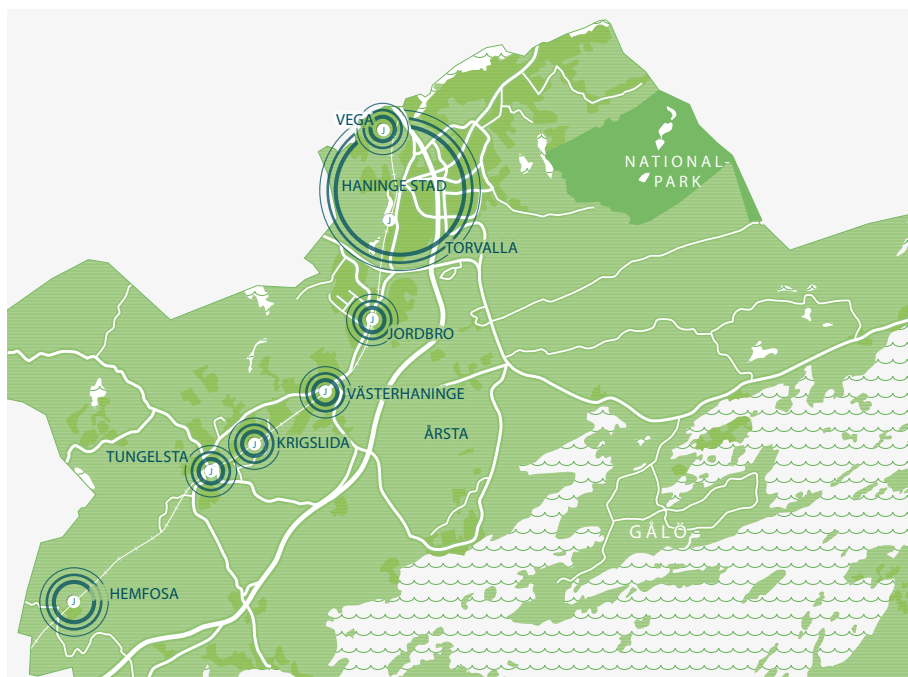 VEGA
J
NATIONAL-
PARK
HANINGE STAD
J
TORVALLA
J
JORDBRO
J
VÄSTERHANINGE
ÅRSTA
J
KRIGSLIDA
TUNGELSTA
J
GÅLÖ
HEMFOSA
J